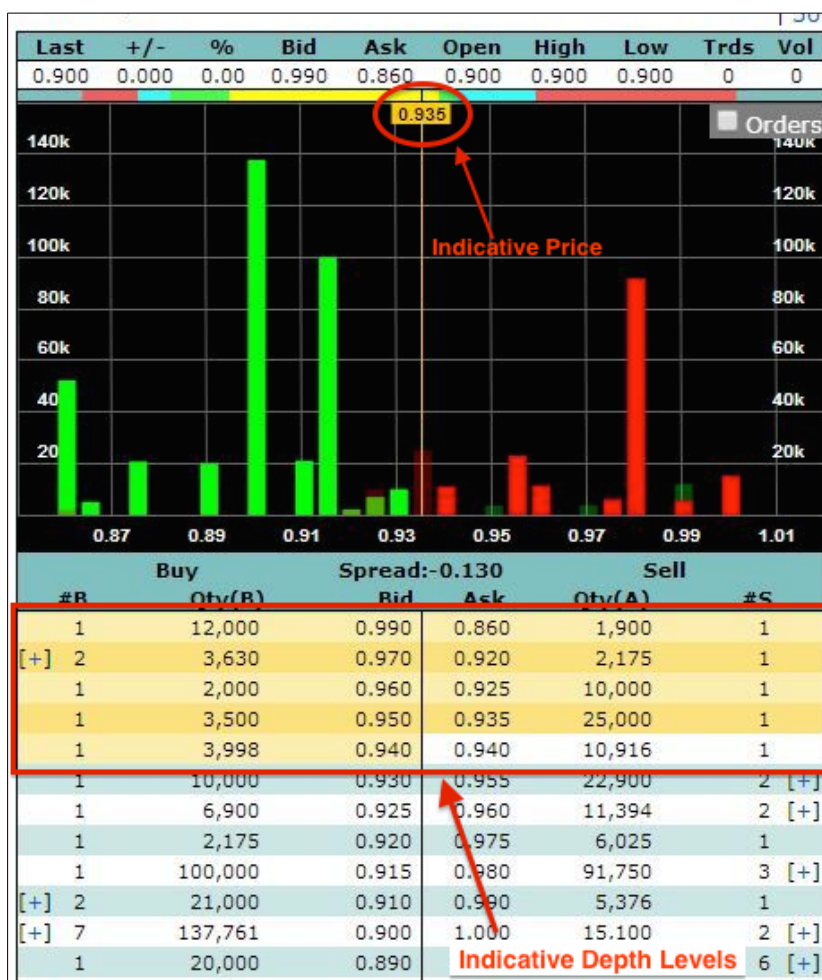 Last +/- % Bid Ask Open High Low Trds Vol
0.900 0.000 0.00 0.990 0.860 0.900 0.900 0.900 0 0
0.935
Orders
140k 140k
120k 120k
Indicative Price
100k 100k
80k 80k
60k 60k
40 40k
20 20k
0.87 0.89 0.91 0.93 0.95 0.97 0.99 1.01
Buy Spread:-0.130 Sell
#B Qty(B) Bid Ask Qty(A) #S
1 12,000 0.990 0.860 1,900 1
[+] 2 3,630 0.970 0.920 2,175 1
1 2,000 0.960 0.925 10,000 1
1 3,500 0.950 0.935 25,000 1
1 3,998 0.940 0.940 10,916 1
1 10,000 0.930 0.955 22,900 2 [+]
1 6,900 0.925 0.960 11,394 2 [+]
1 2,175 0.920 0.975 6,025 1
1 100,000 0.915 0.980 91,750 3 [+]
[+] 2 21,000 0.910 0.990 5,376 1
[+] 7 137,761 0.900 1.000 15.100 2 [+]
1 20,000 0.890 Indicative Depth Levels 6 [+]